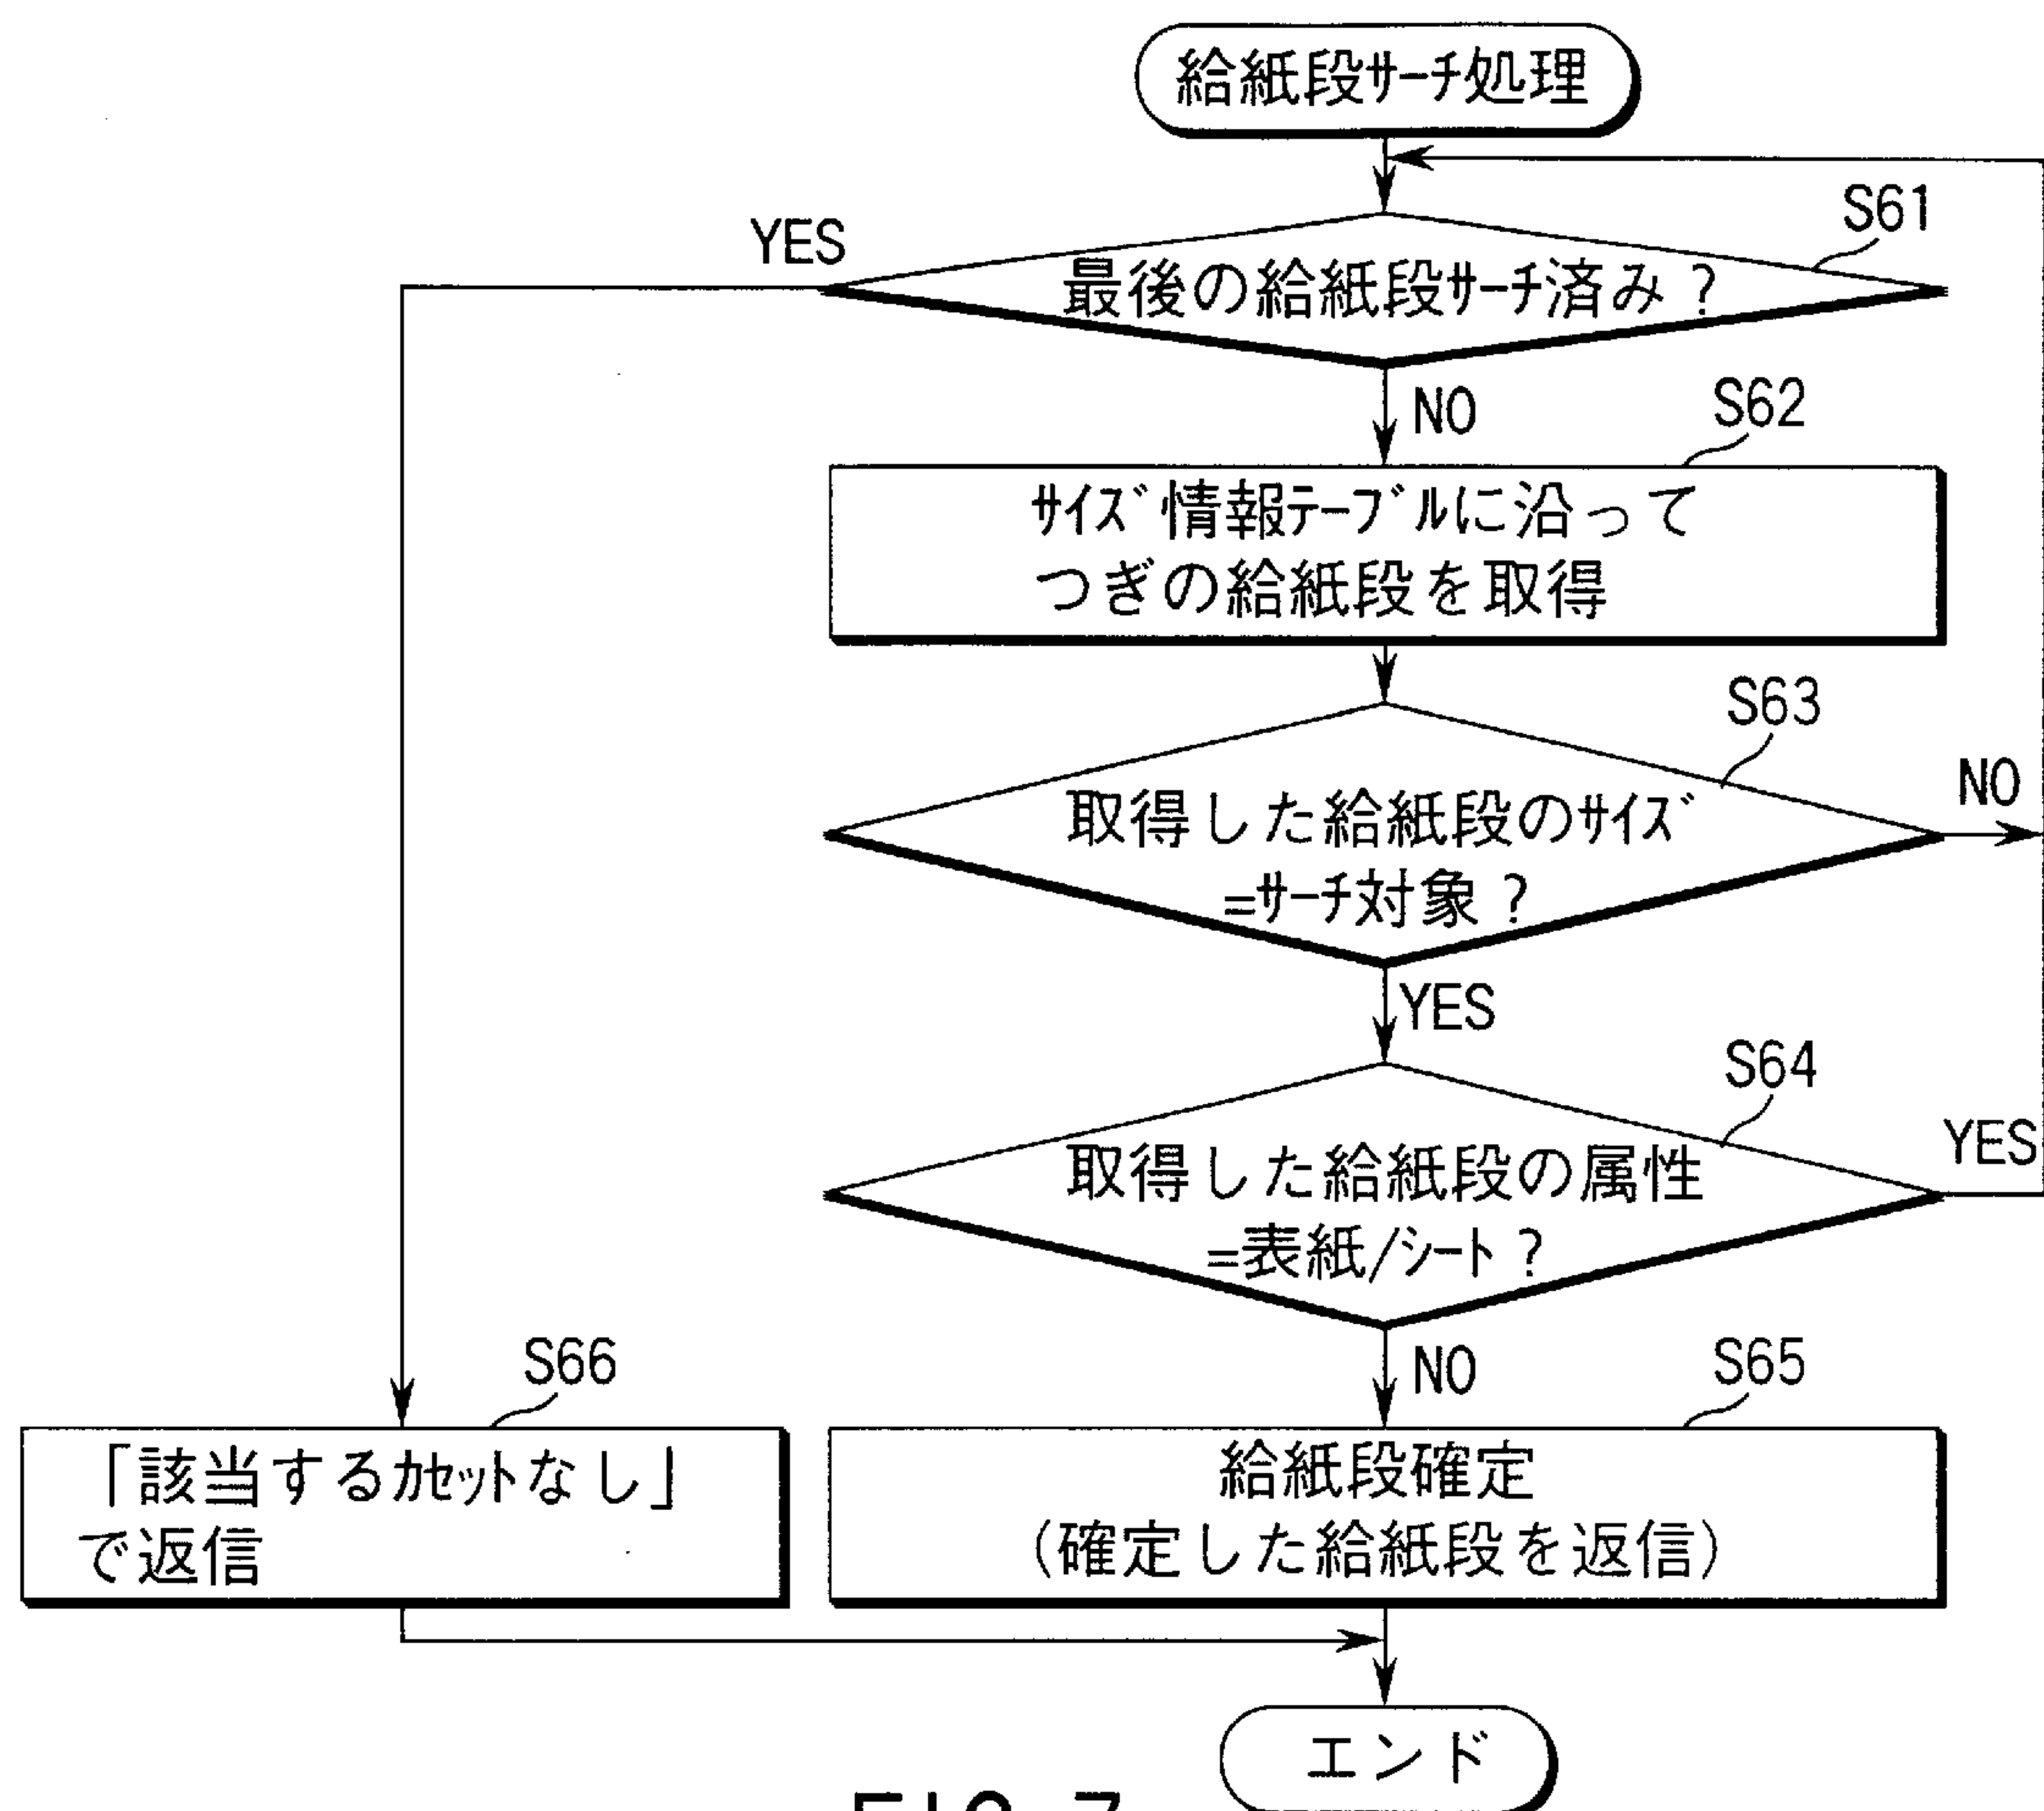 給紙段ｻｰﾁ処理
S61
YES
最後の給紙段ｻｰﾁ済み？
NO
S62
ｻｲｽﾞ情報ﾃｰﾌﾞﾙに沿って
つぎの給紙段を取得
S63
取得した給紙段のｻｲｽﾞ
=ｻｰﾁ対象？
NO
YES
S64
取得した給紙段の属性
=表紙/ｼｰﾄ？
YES
NO
S66
「該当するｶｾｯﾄなし」
で返信
S65
給紙段確定
(確定した給紙段を返信)
エンド
FIG. 7